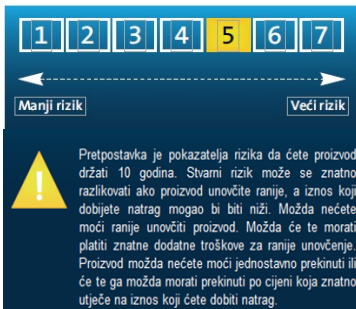 1 2 3 4 5 6 7
Manji rizik Veći rizik
Pretpostavka je pokazatelja rizika da ćete proizvod
držati 10 godina. Stvarni rizik može se znatno
razlikovati ako proizvod unovčite ranije, a iznos koji
dobijete natrag mogao bi biti niži. Možda nećete
moći ranije unovčiti proizvod. Možda će te morati
platiti znatne dodatne troškove za ranije unovčenje.
Proizvod možda nećete moći jednostavno prekinuti ili
će te ga možda morati prekinuti po cijeni koja znatno
utječe na iznos koji ćete dobiti natrag.